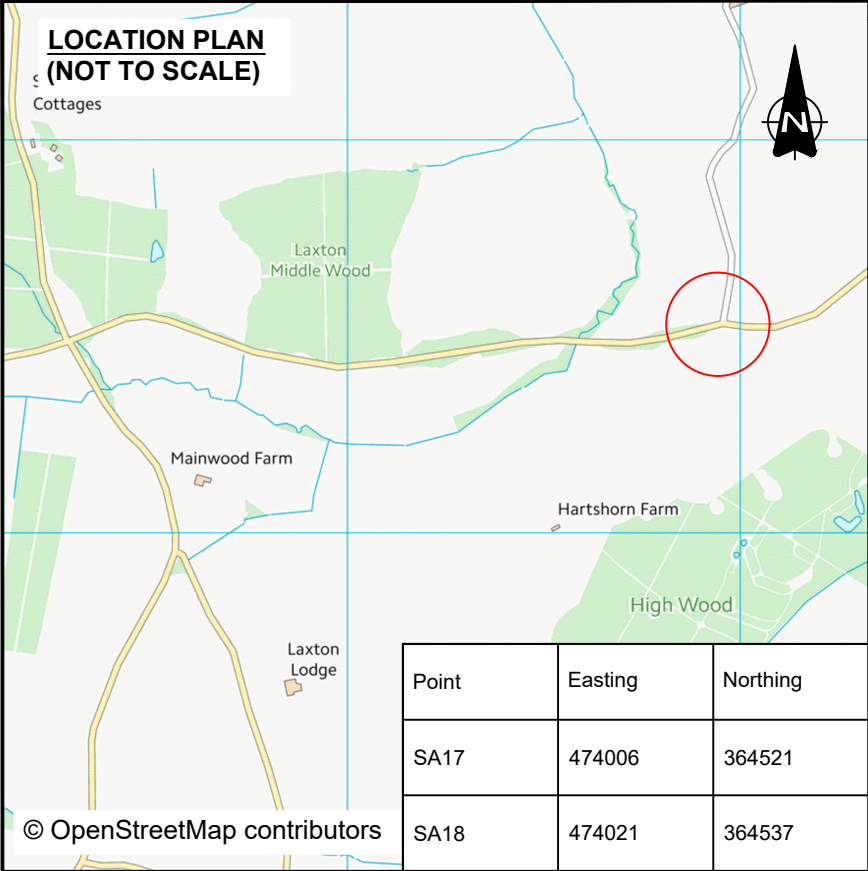 LOCATION PLAN
(NOT TO SCALE)
Cottages
N
Laxton
Middle Wood
Mainwood Farm
Hartshorn Farm
High Wood
Laxton
Lodge
Point Easting Northing
SA17 474006 364521
SA18 474021 364537
© OpenStreetMap contributors